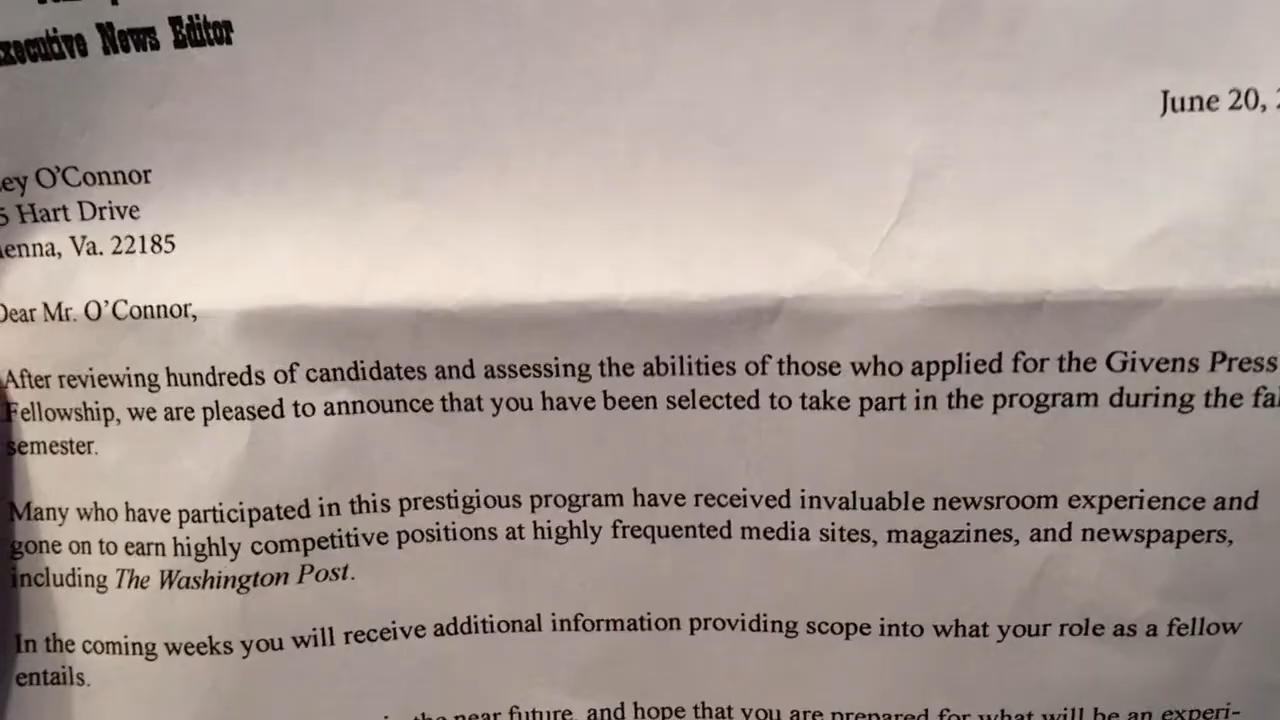 Executive News Editor
June 20,
ey O'Connor
5 Hart Drive
enna, Va. 22185
Dear Mr. O'Connor,
After reviewing hundreds of candidates and assessing the abilities of those who applied for the Givens Press
Fellowship, we are pleased to announce that you have been selected to take part in the program during the fal
semester.
Many who have participated in this prestigious program have received invaluable newsroom experience and
gone on to earn highly competitive positions at highly frequented media sites, magazines, and newspapers,
including The Washington Post.
In the coming weeks you will receive additional information providing scope into what your role as a fellow
entails.
the near future, and hope that you are prepared for what will be an experi-